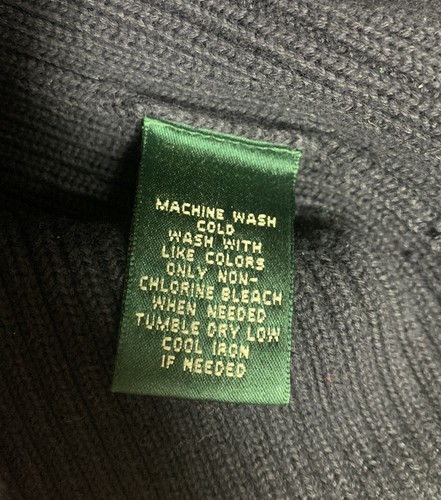 MACHINE WASH
COLD
WASH WITH
LIKE COLORS
ONLY NON-
CHLORINE BLEACH
WHEN NEEDED
TUMBLE DRY LOW
COOL IRON
IF NEEDED